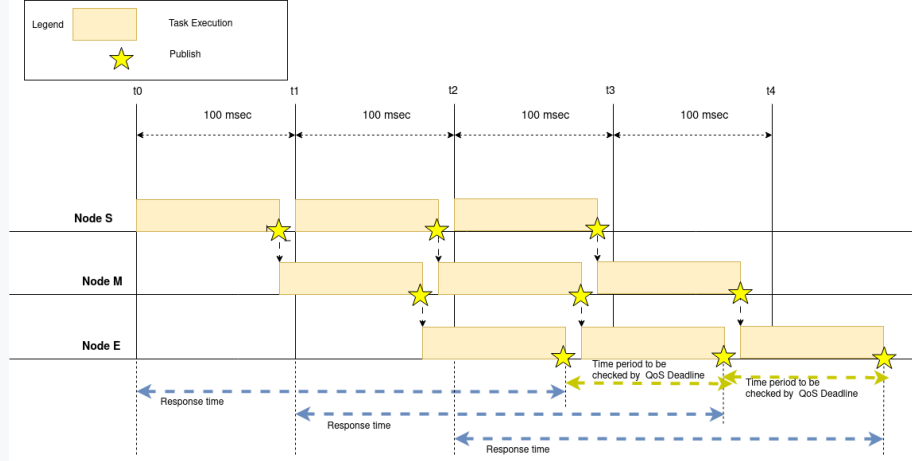 Legend
Task Execution
Publish
t0
t1
t2
t3
t4
100 msec
100 msec
100 msec
100 msec
Node S
Node M
Node E
Time period to be
checked by QoS Deadline
Time period to be
checked by QoS Deadline
Response time
Response time
Response time